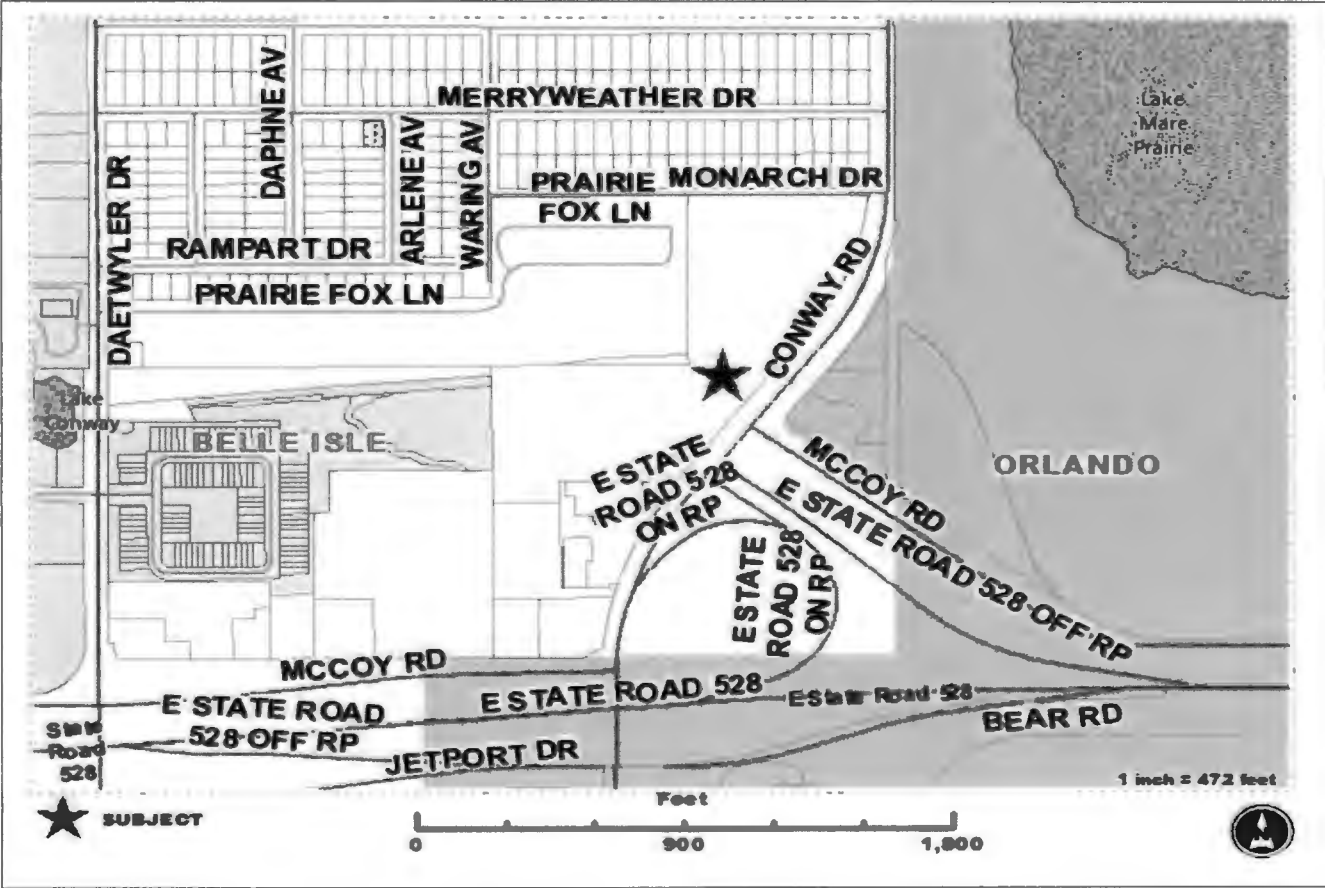 DAPHNE AV
MERRYWEATHER DR
Lake
Mare
Prairie
DAETWYLER DR
ARLENE AV
WARING AV
PRAIRIE
MONARCH DR
FOX LN
RAMPART DR
PRAIRIE FOX LN
CONWAY RD
Lake
Conway
BELLE ISLE
E STATE
ROAD 528
ON RP
MCCOY RD
ORLANDO
E STATE ROAD 528 OFF RP
E STATE
ROAD 528
ON RP
MCCOY RD
E STATE ROAD
528 OFF RP
E STATE ROAD 528
E State Road 528
BEAR RD
State
Road
528
JETPORT DR
1 inch = 472 feet
SUBJECT
Feet
0
900
1,800
N